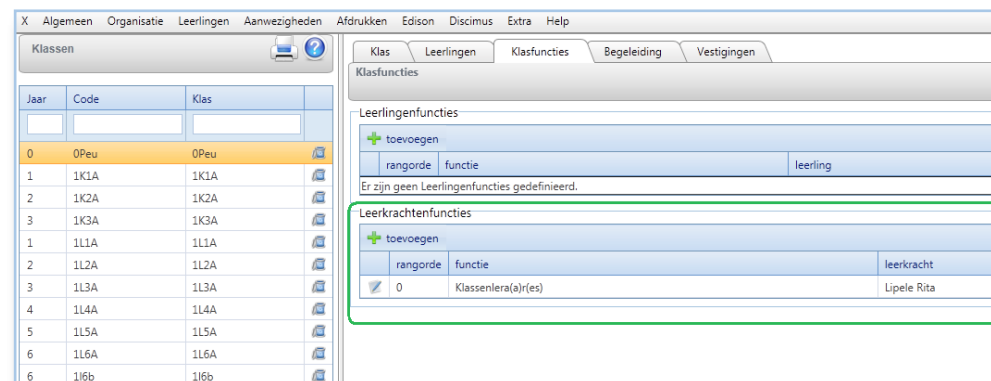 X Algemeen Organisatie Leerlingen Aanwezigheden Afdrukken Edison Discimus Extra Help
Klassen
Jaar Code Klas
0 0Peu 0Peu
1 1K1A 1K1A
2 1K2A 1K2A
3 1K3A 1K3A
1 1L1A 1L1A
2 1L2A 1L2A
3 1L3A 1L3A
4 1L4A 1L4A
5 1L5A 1L5A
6 1L6A 1L6A
6 1l6b 1l6b
Klas Leerlingen Klasfuncties Begeleiding Vestigingen
Klasfuncties
Leerlingenfuncties
toevoegen
rangorde functie leerling
Er zijn geen Leerlingenfuncties gedefinieerd.
Leerkrachtenfuncties
toevoegen
rangorde functie leerkracht
0 Klassenlera(a)r(es) Lipele Rita